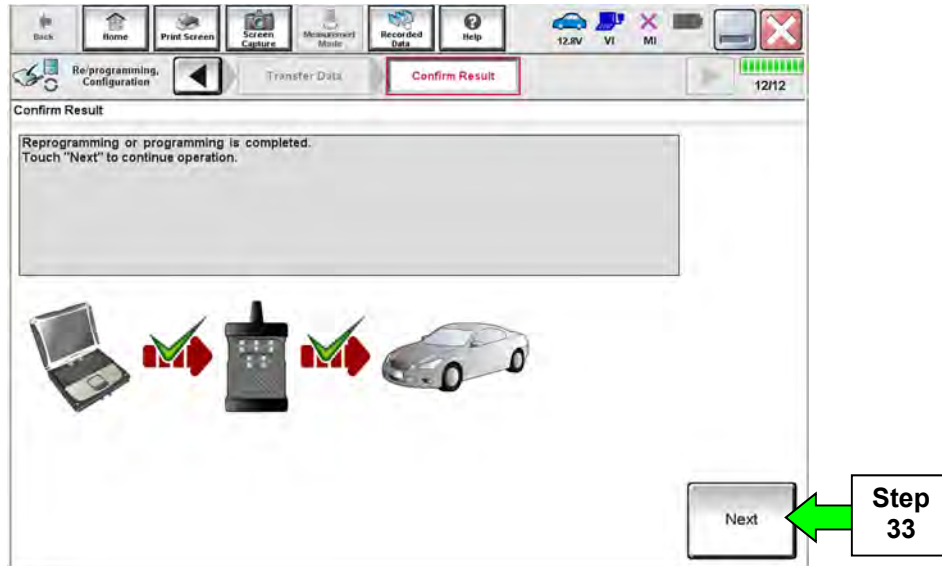 Back
Home
Print Screen
Screen
Capture
Measurement
Mode
Recorded
Data
Help
12.8V
VI
MI
Re/programming,
Configuration
Transfer Data
Confirm Result
12/12
Confirm Result
Reprogramming or programming is completed.
Touch "Next" to continue operation.
Next
Step
33